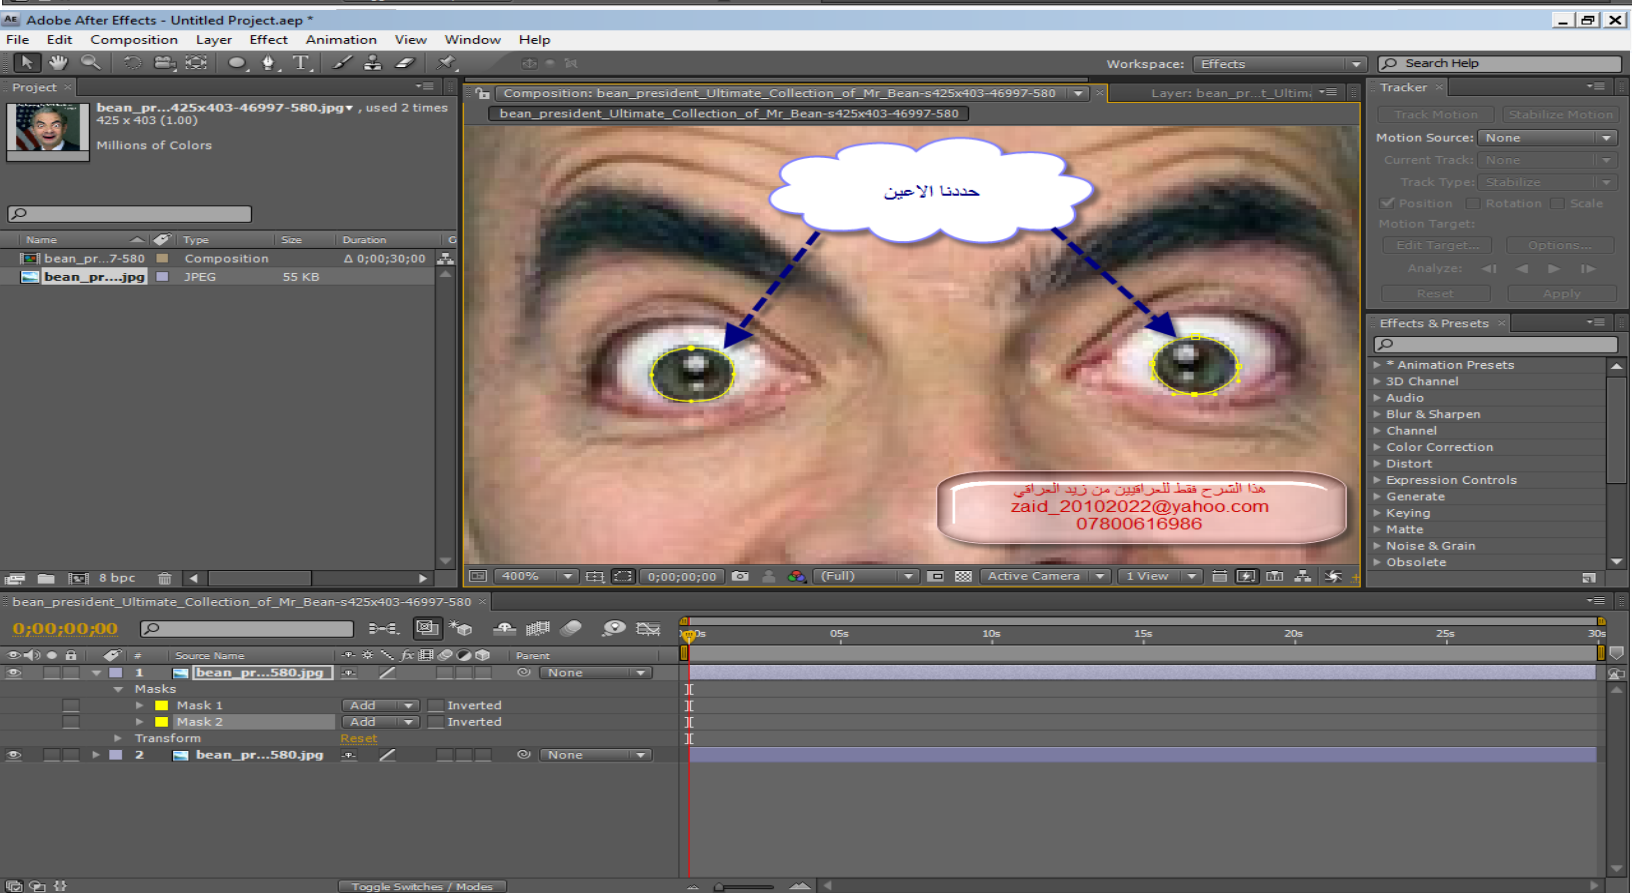 Adobe After Effects - Untitled Project.aep *
File Edit Composition Layer Effect Animation View Window Help
Workspace: Effects
Search Help
Project
bean_pr...425x403-46997-580.jpg , used 2 times
425 x 403 (1.00)
Millions of Colors
Name Type Size Duration
bean_pr...7-580 Composition Δ 0;00;30;00
bean_pr....jpg JPEG 55 KB
8 bpc
Composition: bean_president_Ultimate_Collection_of_Mr_Bean-s425x403-46997-580
Layer: bean_pr...t_Ultim
bean_president_Ultimate_Collection_of_Mr_Bean-s425x403-46997-580
حددنا الاعين
هذا الشرح فقط للعراقيين من زيد العراقي
zaid_20102022@yahoo.com
07800616986
400% 0;00;00;00 (Full) Active Camera 1 View
Tracker
Track Motion Stabilize Motion
Motion Source: None
Current Track: None
Track Type: Stabilize
Position Rotation Scale
Motion Target:
Edit Target... Options...
Analyze:
Reset Apply
Effects & Presets
* Animation Presets
3D Channel
Audio
Blur & Sharpen
Channel
Color Correction
Distort
Expression Controls
Generate
Keying
Matte
Noise & Grain
Obsolete
bean_president_Ultimate_Collection_of_Mr_Bean-s425x403-46997-580
0;00;00;00
05s 10s 15s 20s 25s 30s
# Source Name Parent
1 bean_pr...580.jpg None
Masks
Mask 1 Add Inverted
Mask 2 Add Inverted
Transform Reset
2 bean_pr...580.jpg None
Toggle Switches / Modes